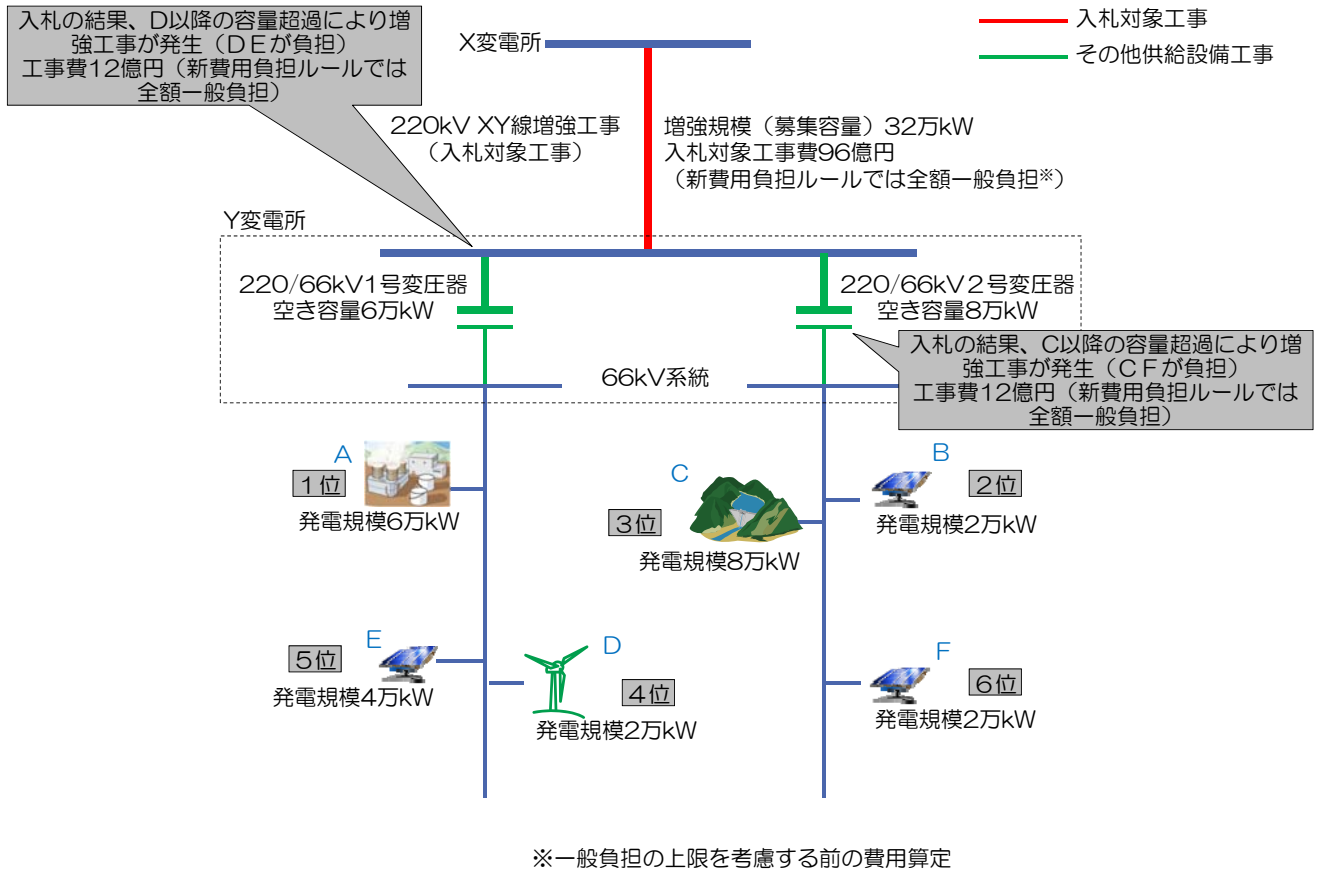 入札の結果、D以降の容量超過により増
強工事が発生（ＤＥが負担）
工事費12億円（新費用負担ルールでは
全額一般負担）
X変電所
入札対象工事
その他供給設備工事
220kV XY線増強工事
（入札対象工事）
増強規模（募集容量）32万kW
入札対象工事費96億円
（新費用負担ルールでは全額一般負担※）
Y変電所
220/66kV1号変圧器
空き容量6万kW
220/66kV２号変圧器
空き容量8万kW
入札の結果、C以降の容量超過により増
強工事が発生（ＣＦが負担）
工事費12億円（新費用負担ルールでは
全額一般負担）
66kV系統
A
１位
発電規模6万kW
C
３位
発電規模8万kW
B
２位
発電規模2万kW
E
５位
発電規模4万kW
D
４位
発電規模2万kW
F
６位
発電規模2万kW
※一般負担の上限を考慮する前の費用算定